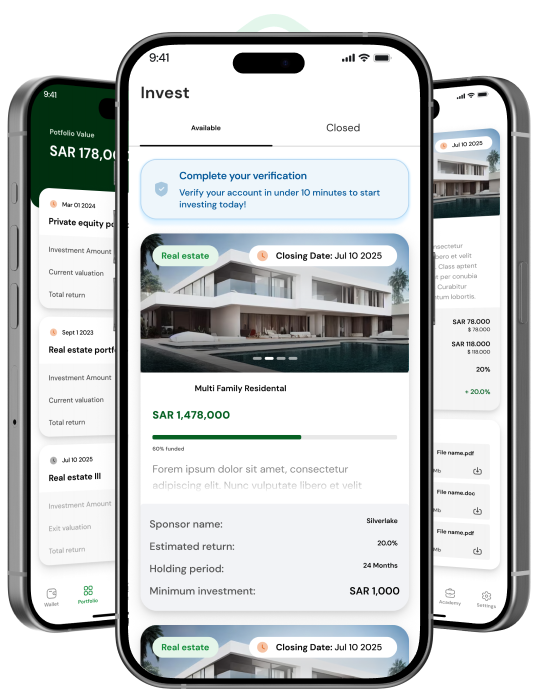 9:41
Potfolio Value
SAR 178,0
Mar 01 2024
Private equity po
Investment Amount
Current valuation
Total return
Sept 1 2023
Real estate portf
Investment Amount
Current valuation
Total return
Jul 10 2025
Real estate III
Investment Amount
Exit valuation
Total return
Wallet
Portfolio
9:41
Invest
Available
Closed
Complete your verification
Verify your account in under 10 minutes to start
investing today!
Real estate
Closing Date: Jul 10 2025
Multi Family Residental
SAR 1,478,000
60% funded
Forem ipsum dolor sit amet, consectetur
adipiscing elit. Nunc vulputate libero et velit
Sponsor name:
Silverlake
Estimated return:
20.0%
Holding period:
24 Months
Minimum investment:
SAR 1,000
Real estate
Closing Date: Jul 10 2025
Jul 10 2025
nsectetur
bero et velit
Class aptent
per conubia
Curabitur
tum lobortis.
SAR 78.000
$ 78.000
SAR 118.000
$ 118.000
20%
+ 20.0%
File name.pdf
Mb
File name.doc
Mb
File name.pdf
Mb
Academy
Settings